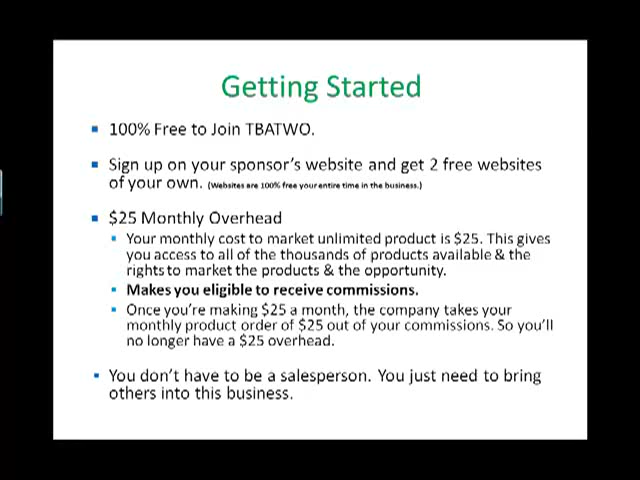 Getting Started
100% Free to Join TBATWO.
Sign up on your sponsor's website and get 2 free websites
of your own. (Websites are 100% free your entire time in the business.)
$25 Monthly Overhead
Your monthly cost to market unlimited product is $25. This gives
you access to all of the thousands of products available & the
rights to market the products & the opportunity.
Makes you eligible to receive commissions.
Once you're making $25 a month, the company takes your
monthly product order of $25 out of your commissions. So you'll
no longer have a $25 overhead.
You don't have to be a salesperson. You just need to bring
others into this business.